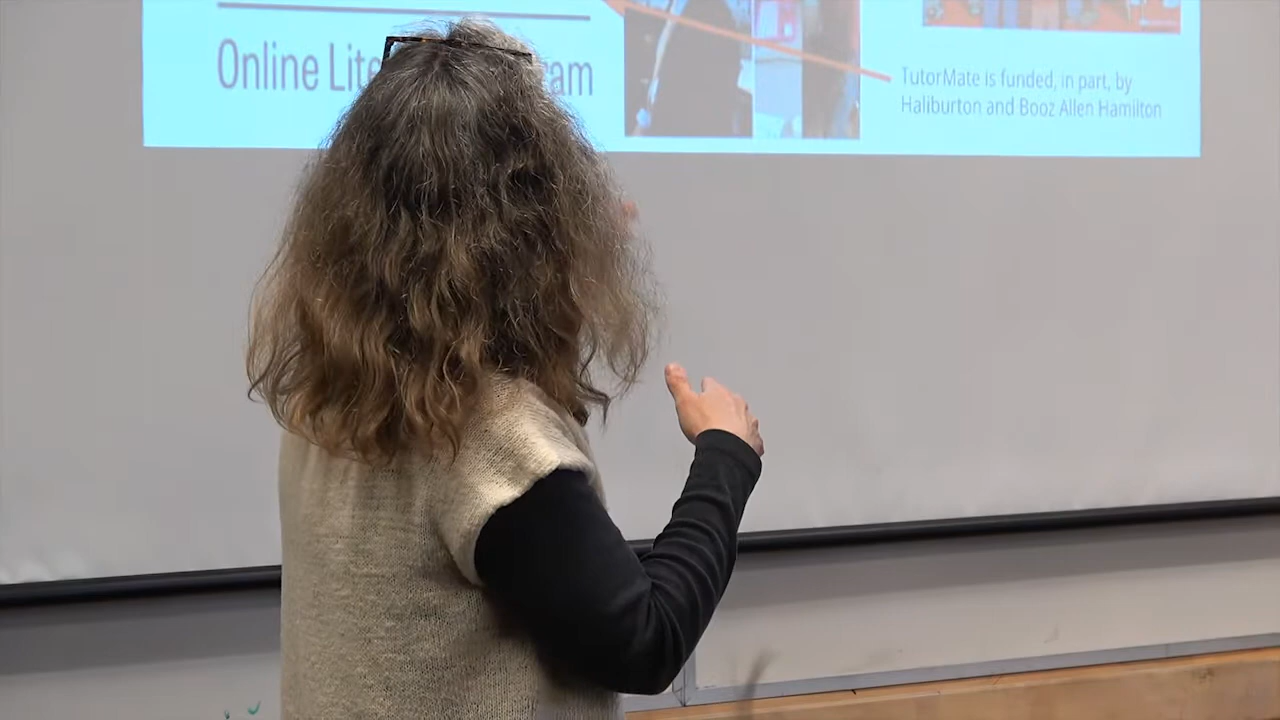 Online Lite am
TutorMate is funded, in part, by
Haliburton and Booz Allen Hamilton